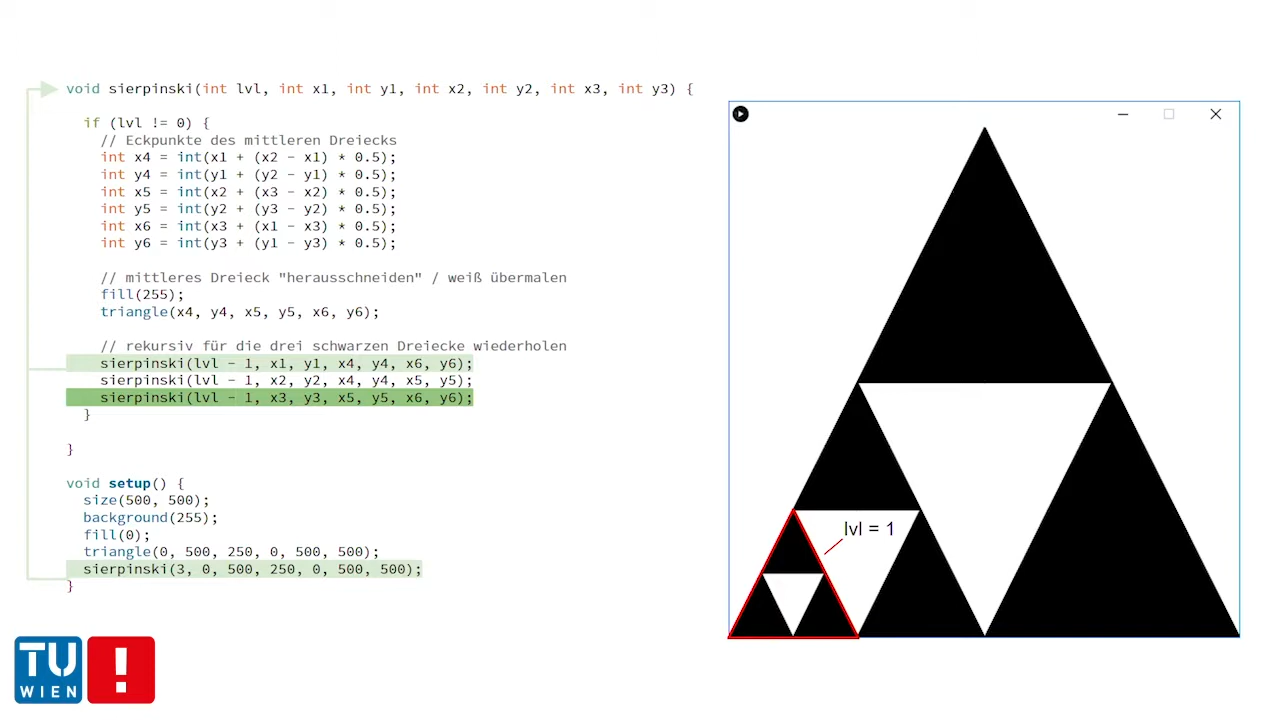 void sierpinski(int lvl, int x1, int y1, int x2, int y2, int x3, int y3) {
if (lvl != 0) {
// Eckpunkte des mittleren Dreiecks
int x4 = int(x1 + (x2 - x1) * 0.5);
int y4 = int(y1 + (y2 - y1) * 0.5);
int x5 = int(x2 + (x3 - x2) * 0.5);
int y5 = int(y2 + (y3 - y2) * 0.5);
int x6 = int(x3 + (x1 - x3) * 0.5);
int y6 = int(y3 + (y1 - y3) * 0.5);
// mittleres Dreieck "herausschneiden" / weiß übermalen
fill(255);
triangle(x4, y4, x5, y5, x6, y6);
// rekursiv für die drei schwarzen Dreiecke wiederholen
sierpinski(lvl - 1, x1, y1, x4, y4, x6, y6);
sierpinski(lvl - 1, x2, y2, x4, y4, x5, y5);
sierpinski(lvl - 1, x3, y3, x5, y5, x6, y6);
}
}
void setup() {
size(500, 500);
background(255);
fill(0);
triangle(0, 500, 250, 0, 500, 500);
sierpinski(3, 0, 500, 250, 0, 500, 500);
}
lvl = 1
TU
WIEN
!